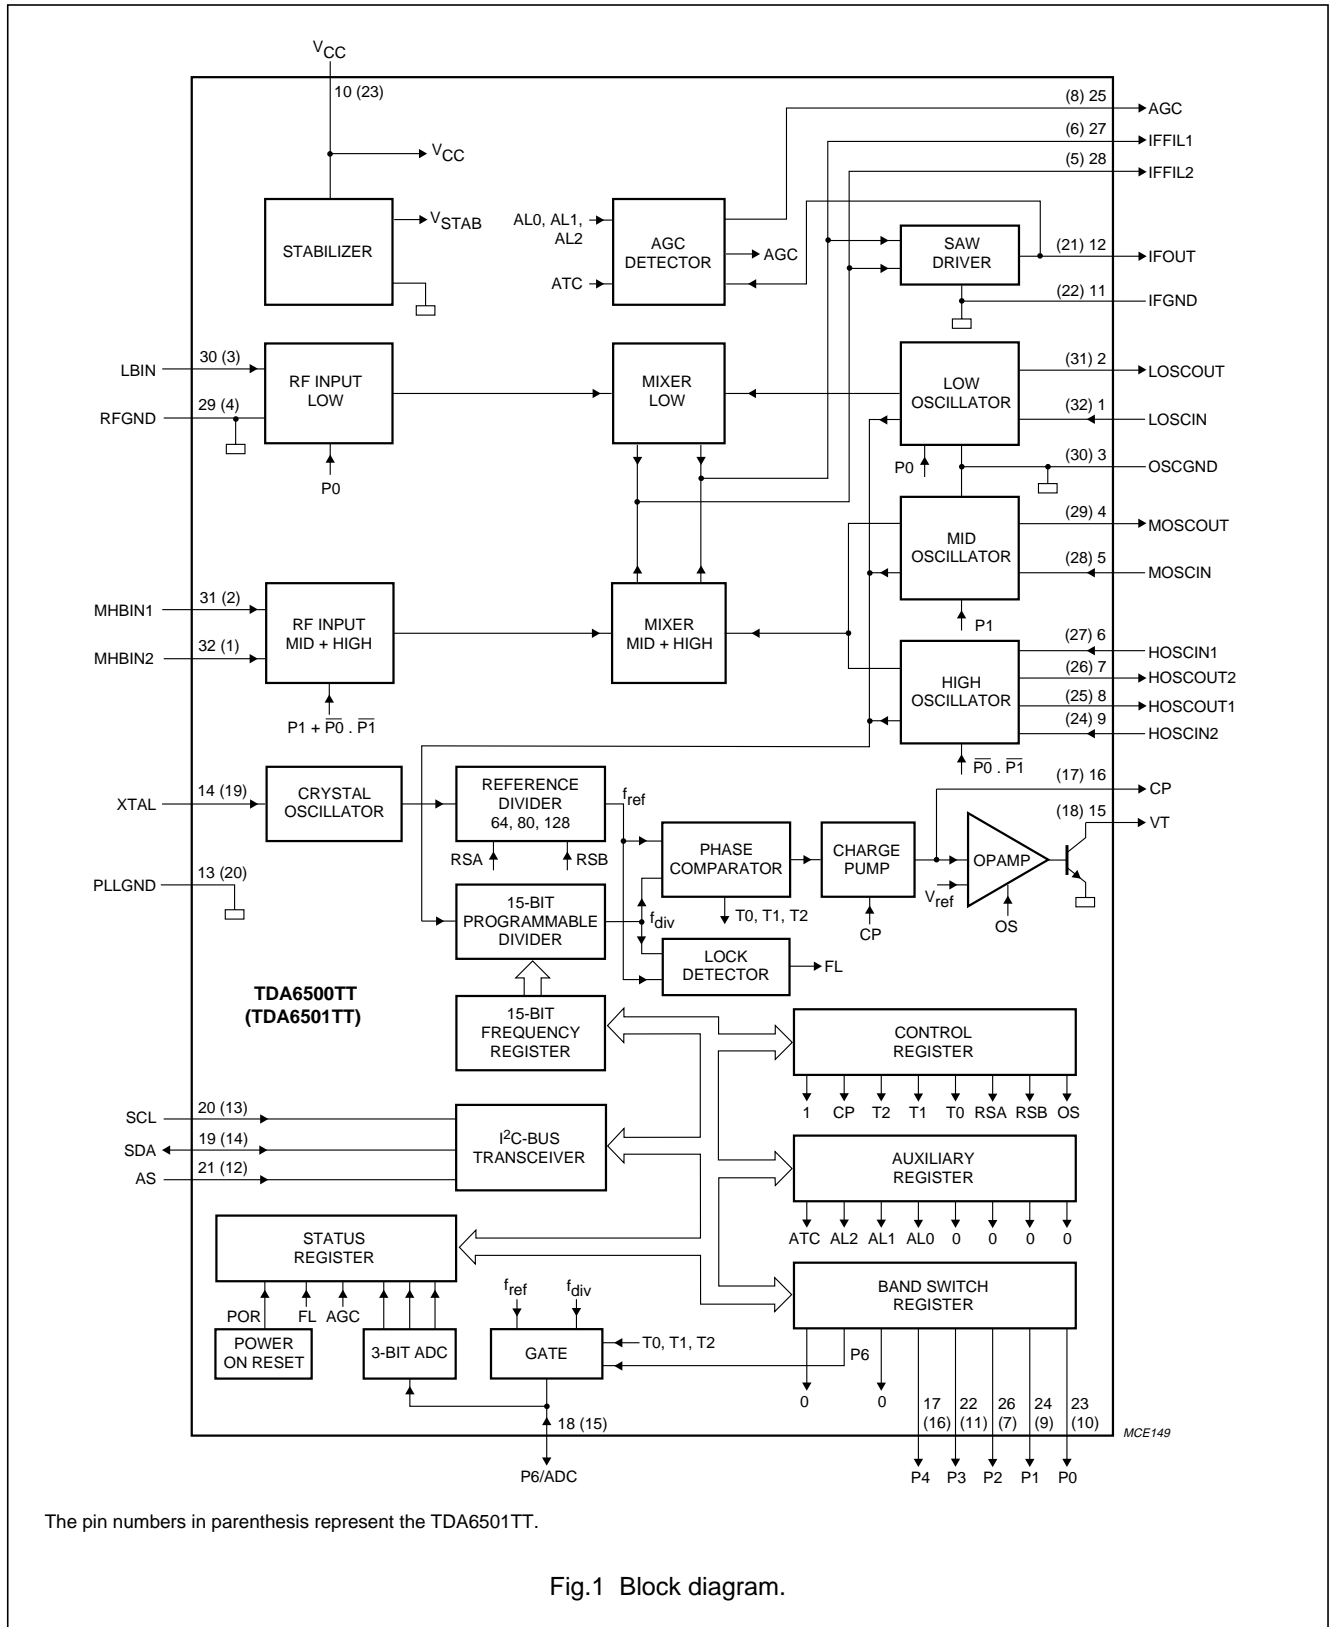 VCC
10 (23)
VCC
STABILIZER
VSTAB
AL0, AL1,
AL2
ATC
AGC
DETECTOR
AGC
(8) 25
AGC
(6) 27
IFFIL1
(5) 28
IFFIL2
SAW
DRIVER
(21) 12
IFOUT
(22) 11
IFGND
LBIN
30 (3)
RFGND
29 (4)
RF INPUT
LOW
P0
MIXER
LOW
LOW
OSCILLATOR
P0
(31) 2
LOSCOUT
(32) 1
LOSCIN
(30) 3
OSCGND
MID
OSCILLATOR
P1
(29) 4
MOSCOUT
(28) 5
MOSCIN
MHBIN1
31 (2)
MHBIN2
32 (1)
RF INPUT
MID + HIGH
P1 + P̅0̅ . P̅1̅
MIXER
MID + HIGH
HIGH
OSCILLATOR
P̅0̅ . P̅1̅
(27) 6
HOSCIN1
(26) 7
HOSCOUT2
(25) 8
HOSCOUT1
(24) 9
HOSCIN2
XTAL
14 (19)
CRYSTAL
OSCILLATOR
REFERENCE
DIVIDER
64, 80, 128
RSA
RSB
fref
PHASE
COMPARATOR
T0, T1, T2
CHARGE
PUMP
CP
OPAMP
Vref
OS
(17) 16
CP
(18) 15
VT
PLLGND
13 (20)
15-BIT
PROGRAMMABLE
DIVIDER
fdiv
LOCK
DETECTOR
FL
TDA6500TT
(TDA6501TT)
15-BIT
FREQUENCY
REGISTER
CONTROL
REGISTER
1 CP T2 T1 T0 RSA RSB OS
SCL
20 (13)
SDA
19 (14)
AS
21 (12)
I2C-BUS
TRANSCEIVER
AUXILIARY
REGISTER
ATC AL2 AL1 AL0 0 0 0 0
STATUS
REGISTER
POR
FL
AGC
POWER
ON RESET
3-BIT ADC
fref
fdiv
GATE
T0, T1, T2
P6
18 (15)
P6/ADC
BAND SWITCH
REGISTER
0 0
17 22 26 24 23
(16) (11) (7) (9) (10)
P4 P3 P2 P1 P0
MCE149
The pin numbers in parenthesis represent the TDA6501TT.
Fig.1 Block diagram.